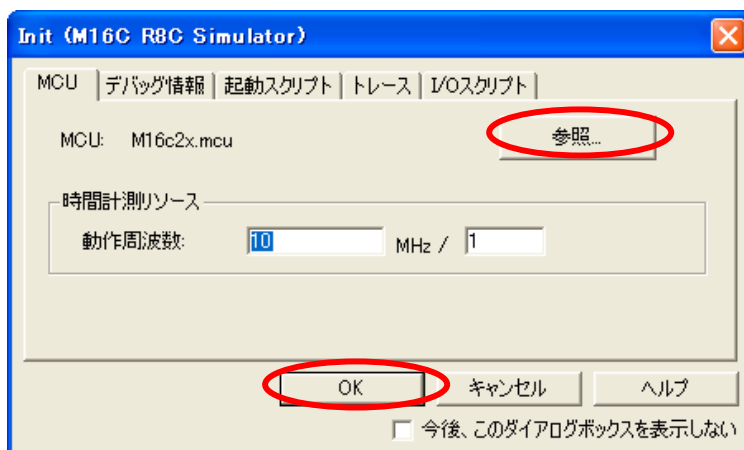 Init (M16C R8C Simulator)
MCU デバッグ情報 起動スクリプト トレース I/Oスクリプト
MCU: M16c2x.mcu 参照...
時間計測リソース
動作周波数: 10 MHz / 1
OK キャンセル ヘルプ
今後、このダイアログボックスを表示しない